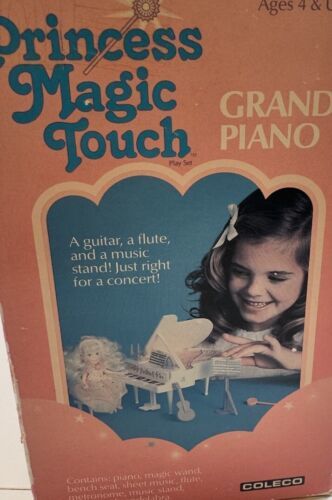 Ages 4 & U
Princess
Magic
Touch™
Play Set
GRAND
PIANO
A guitar, a flute,
and a music
stand! Just right
for a concert!
Contains: piano, magic wand,
bench seat, sheet music, flute,
metronome, music stand,
COLECO